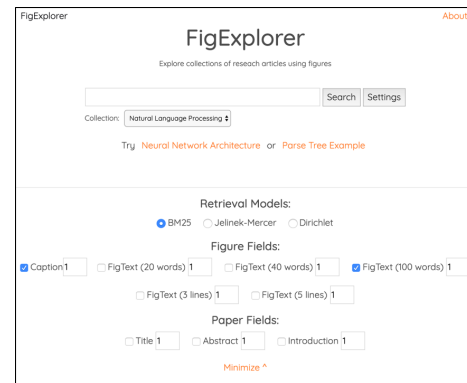 FigExplorer About
FigExplorer
Explore collections of reseach articles using figures
Search Settings
Collection: Natural Language Processing
Try Neural Network Architecture or Parse Tree Example
Retrieval Models:
BM25 Jelinek-Mercer Dirichlet
Figure Fields:
Caption 1 FigText (20 words) 1 FigText (40 words) 1 FigText (100 words) 1
FigText (3 lines) 1 FigText (5 lines) 1
Paper Fields:
Title 1 Abstract 1 Introduction 1
Minimize ^